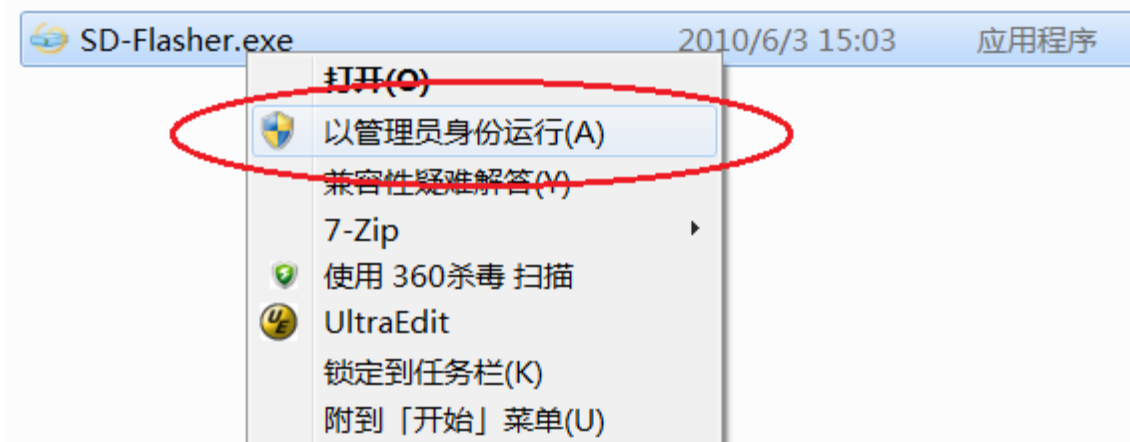 SD-Flasher.exe 2010/6/3 15:03 应用程序
打开(O)
以管理员身份运行(A)
兼容性疑难解答(Y)
7-Zip
使用 360杀毒 扫描
UltraEdit
锁定到任务栏(K)
附到「开始」菜单(U)